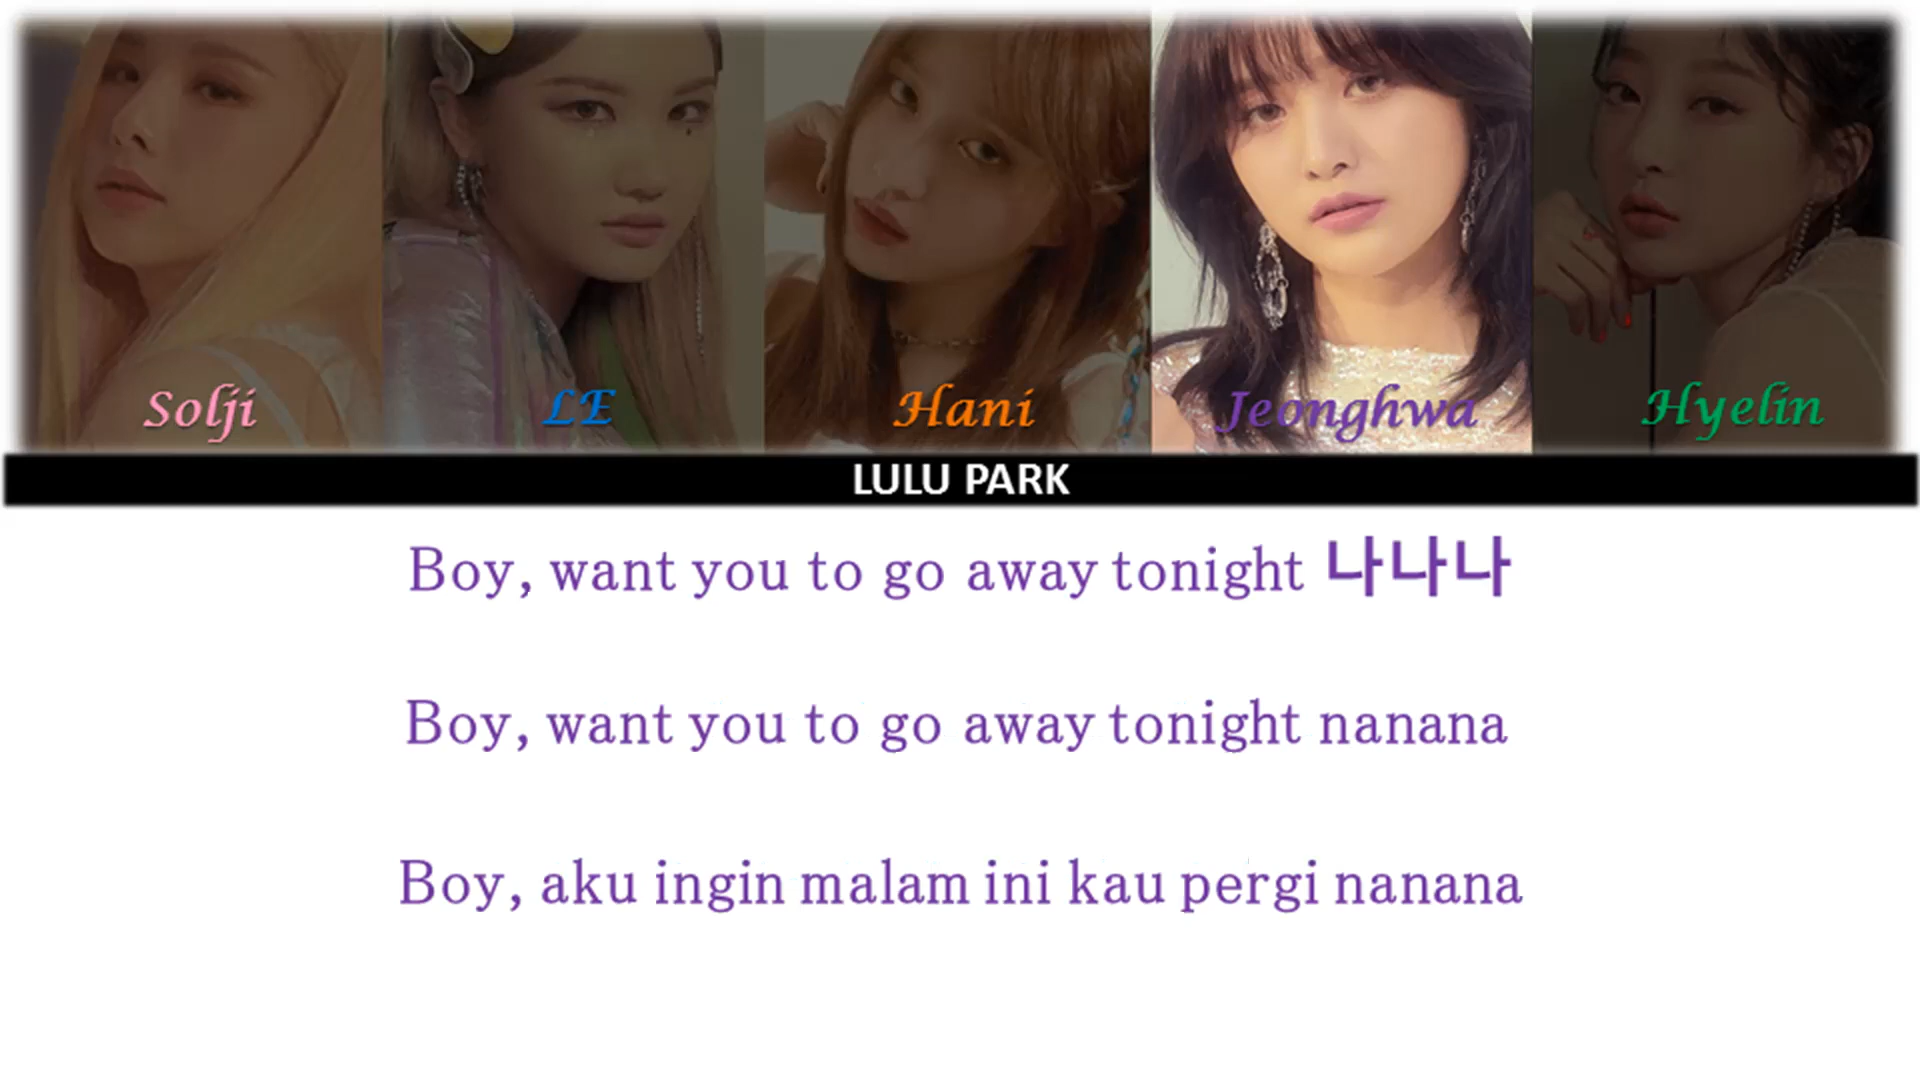 Solji
LE
Hani
Jeonghwa
Hyelin
LULU PARK
Boy, want you to go away tonight 나나나
Boy, want you to go away tonight nanana
Boy, aku ingin malam ini kau pergi nanana